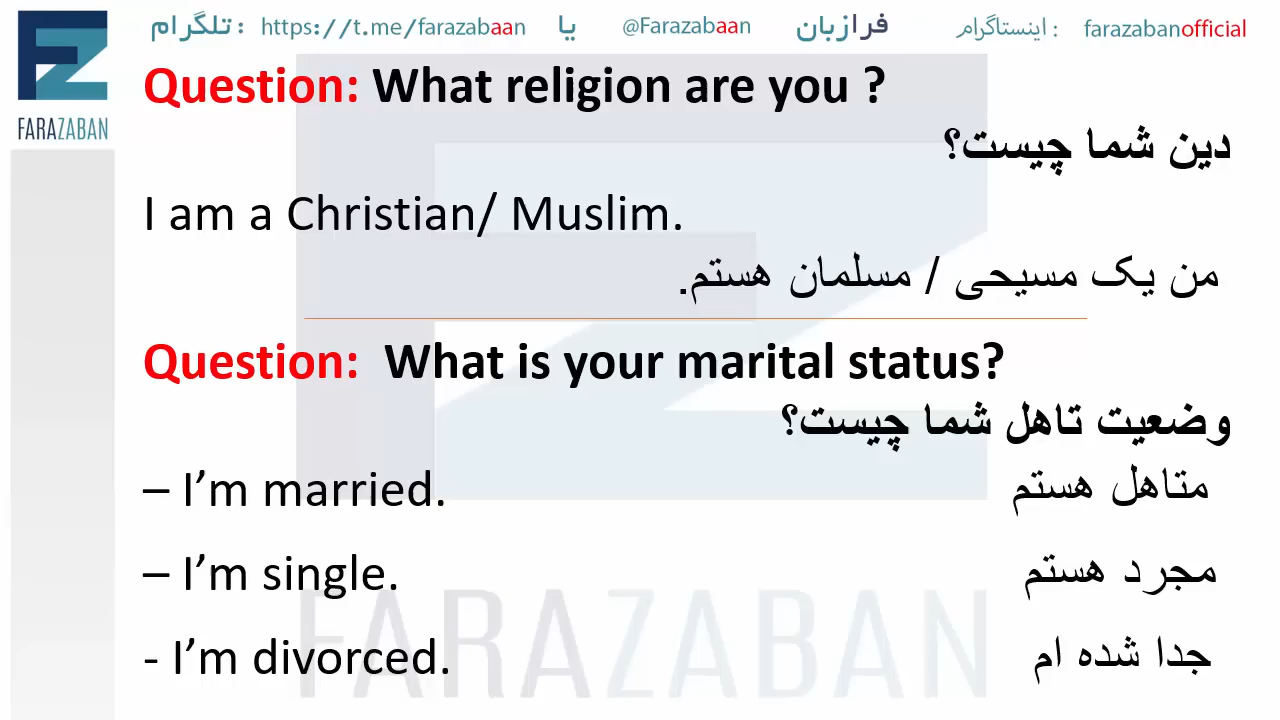 تلگرام : https://t.me/farazabaan یا @Farazabaan فرازبان اینستاگرام : farazabanofficial
FARAZABAN
Question: What religion are you ?
دین شما چیست؟
I am a Christian/ Muslim.
من یک مسیحی / مسلمان هستم.
Question: What is your marital status?
وضعیت تاهل شما چیست؟
– I’m married. متاهل هستم
– I’m single. مجرد هستم
- I’m divorced. جدا شده ام
FARAZABAN